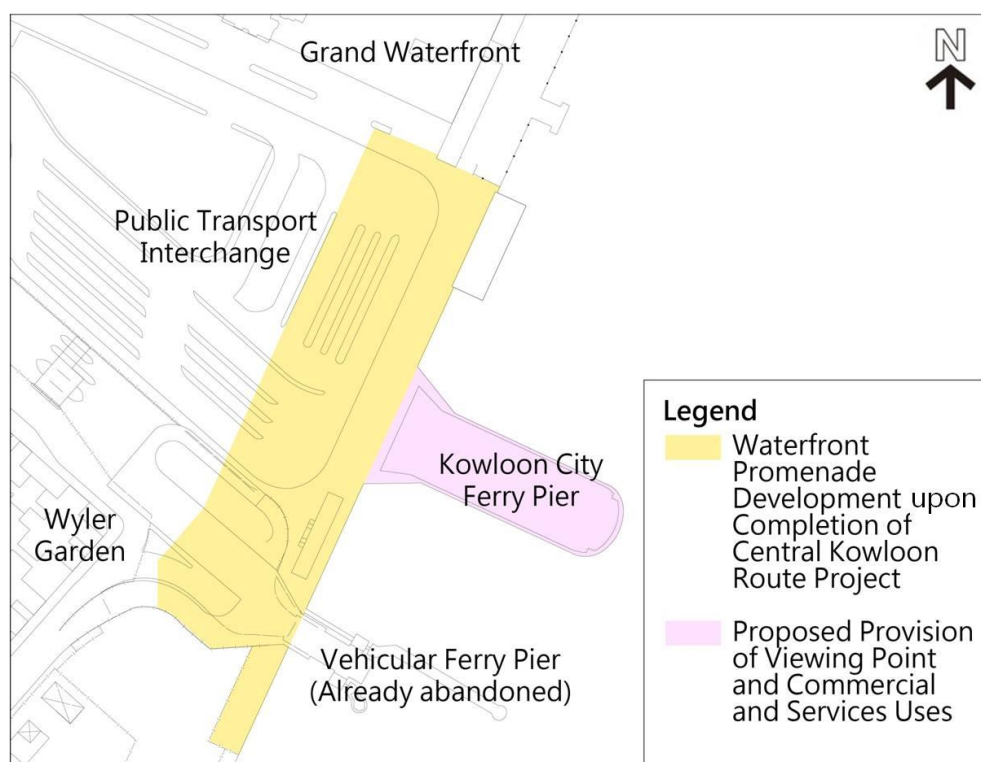 Grand Waterfront
N
Public Transport
Interchange
Kowloon City
Ferry Pier
Wyler
Garden
Vehicular Ferry Pier
(Already abandoned)
Legend
Waterfront
Promenade
Development upon
Completion of
Central Kowloon
Route Project
Proposed Provision
of Viewing Point
and Commercial
and Services Uses